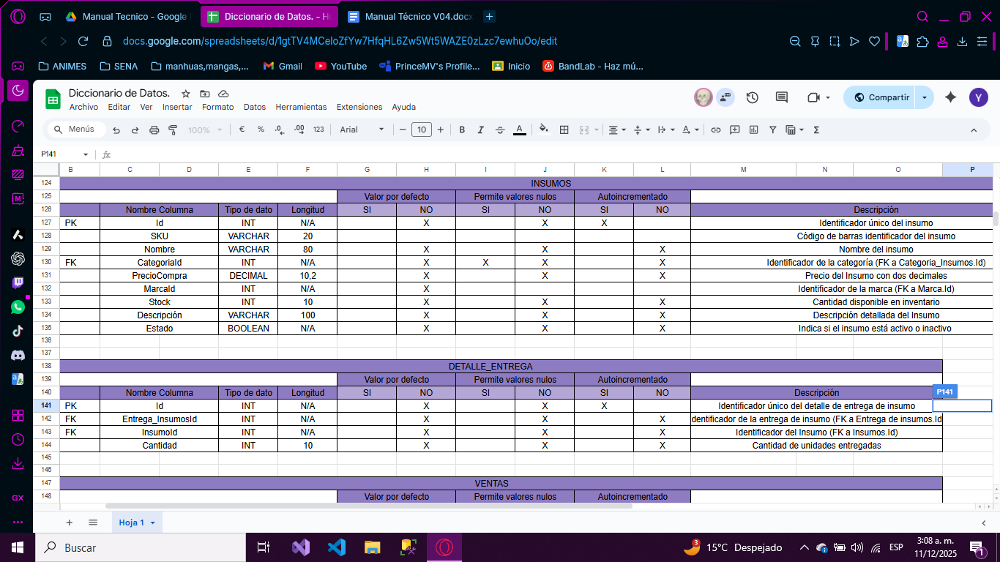 Manual Tecnico - Google
Diccionario de Datos. - H
Manual Técnico V04.docx
docs.google.com/spreadsheets/d/1gtTV4MCeloZfYw7HfqHL6Zw5Wt5WAZE0zLzc7ewhuOo/edit
ANIMES SENA manhuas,mangas,... Gmail YouTube PrinceMV's Profile... Inicio BandLab - Haz mú...
Diccionario de Datos.
Archivo Editar Ver Insertar Formato Datos Herramientas Extensiones Ayuda
Compartir
Y
Menús 100% € % .0 .00 123 Arial 10 B I A Σ
P141 fx
B C D E F G H I J K L M N O P
124 INSUMOS
125 Valor por defecto Permite valores nulos Autoincrementado
126 Nombre Columna Tipo de dato Longitud SI NO SI NO SI NO Descripción
127 PK Id INT N/A X X X Identificador único del insumo
128 SKU VARCHAR 20 Código de barras identificador del insumo
129 Nombre VARCHAR 80 X X X Nombre del insumo
130 FK CategoriaId INT N/A X X X X Identificador de la categoría (FK a Categoria_Insumos.Id)
131 PrecioCompra DECIMAL 10,2 X X X Precio del Insumo con dos decimales
132 MarcaId INT N/A X Identificador de la marca (FK a Marca.Id)
133 Stock INT 10 X X X Cantidad disponible en inventario
134 Descripción VARCHAR 100 X X X Descripción detallada del Insumo
135 Estado BOOLEAN N/A X X X Indica si el insumo está activo o inactivo
136
137
138 DETALLE_ENTREGA
139 Valor por defecto Permite valores nulos Autoincrementado
140 Nombre Columna Tipo de dato Longitud SI NO SI NO SI NO Descripción
P141
141 PK Id INT N/A X X X Identificador único del detalle de entrega de insumo
142 FK Entrega_InsumosId INT N/A X X X dentificador de la entrega de insumo (FK a Entrega de insumos.Id
143 FK InsumoId INT N/A X X X Identificador del Insumo (FK a Insumos.Id)
144 Cantidad INT 10 X X X Cantidad de unidades entregadas
145
146
147 VENTAS
148 Valor por defecto Permite valores nulos Autoincrementado
GX
Hoja 1
Buscar
3
15°C Despejado
ESP
3:08 a. m.
11/12/2025
1